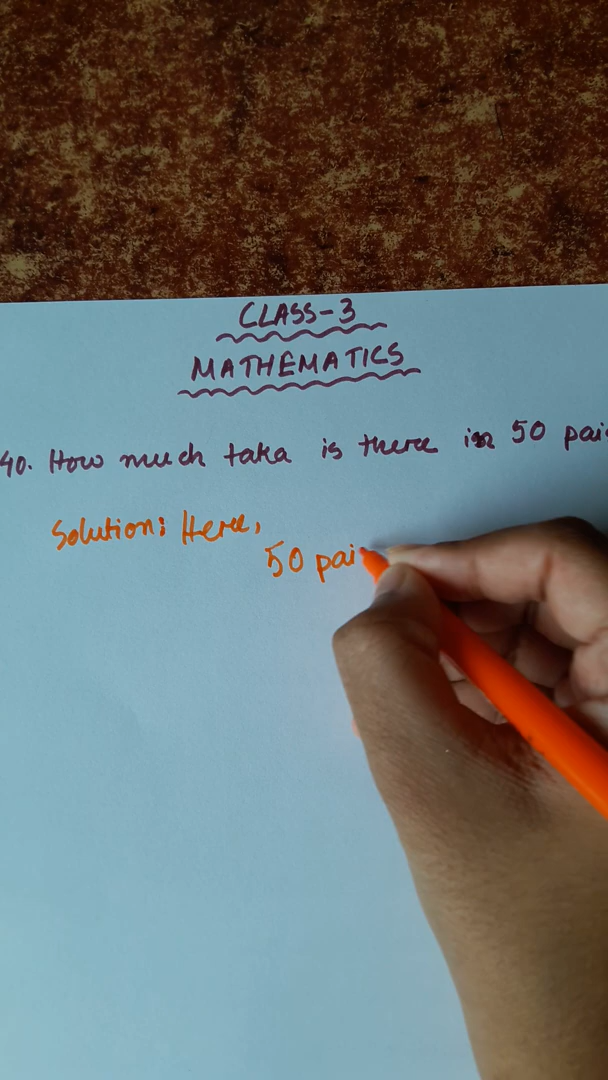 CLASS-3
MATHEMATICS
40. How much taka is there in 50 pai
Solution: Here,
50 pai